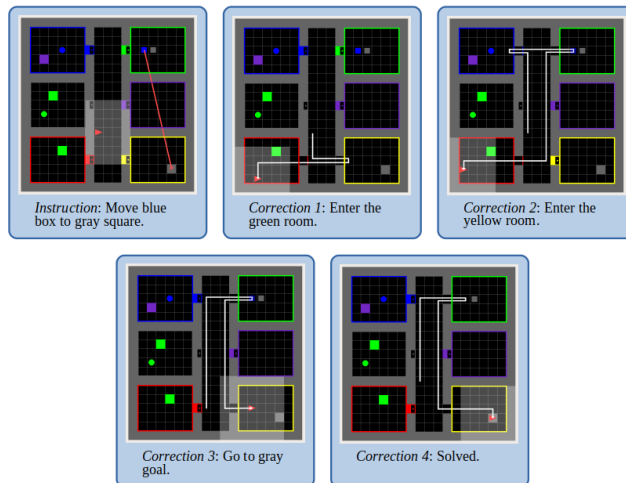 Instruction: Move blue
box to gray square.
Correction 1: Enter the
green room.
Correction 2: Enter the
yellow room.
Correction 3: Go to gray
goal.
Correction 4: Solved.